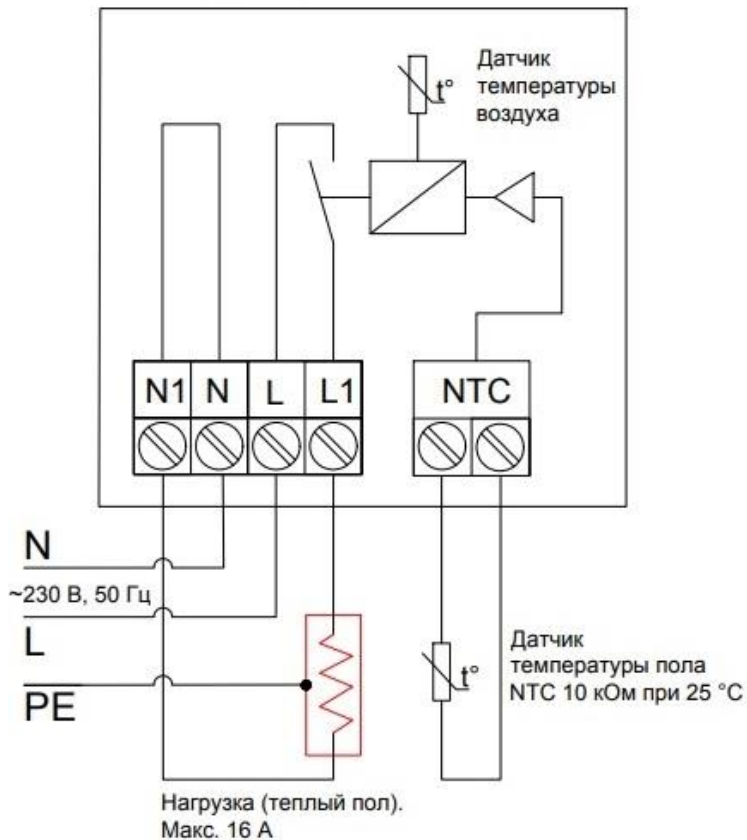 Датчик
температуры
воздуха
t°
N1 N L L1 NTC
N
~230 В, 50 Гц
L
PE
t°
Датчик
температуры пола
NTC 10 кОм при 25 °C
Нагрузка (теплый пол).
Макс. 16 А